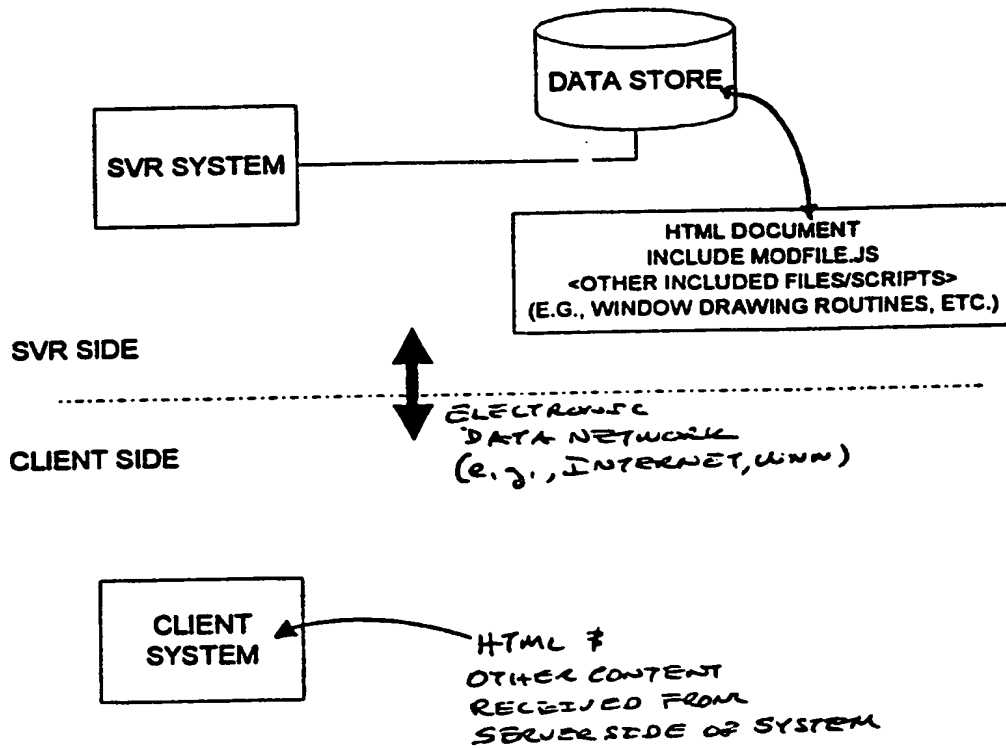 DATA STORE
SVR SYSTEM
HTML DOCUMENT
INCLUDE MODFILE.JS
<OTHER INCLUDED FILES/SCRIPTS>
(E.G., WINDOW DRAWING ROUTINES, ETC.)
SVR SIDE
ELECTRONIC
DATA NETWORK
(e.g., INTERNET,
CLIENT SIDE
CLIENT
SYSTEM
HTML &
OTHER CONTENT
RECEIVED FROM
SERVER SIDE OF SYSTEM